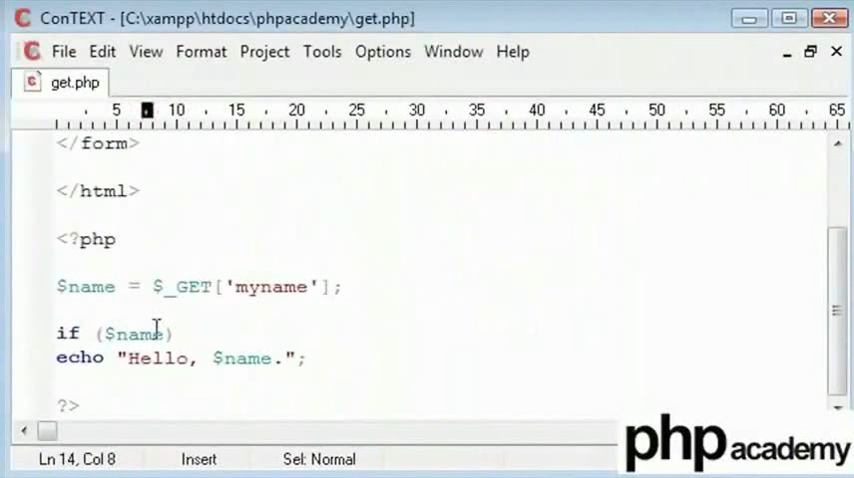 ConTEXT - [C:\xampp\htdocs\phpacademy\get.php]
File Edit View Format Project Tools Options Window Help
get.php
5 10 15 20 25 30 35 40 45 50 55 60 65
</form>
</html>
<?php
$name = $_GET['myname'];
if ($name)
echo "Hello, $name.";
?>
Ln 14, Col 8 Insert Sel: Normal
php academy